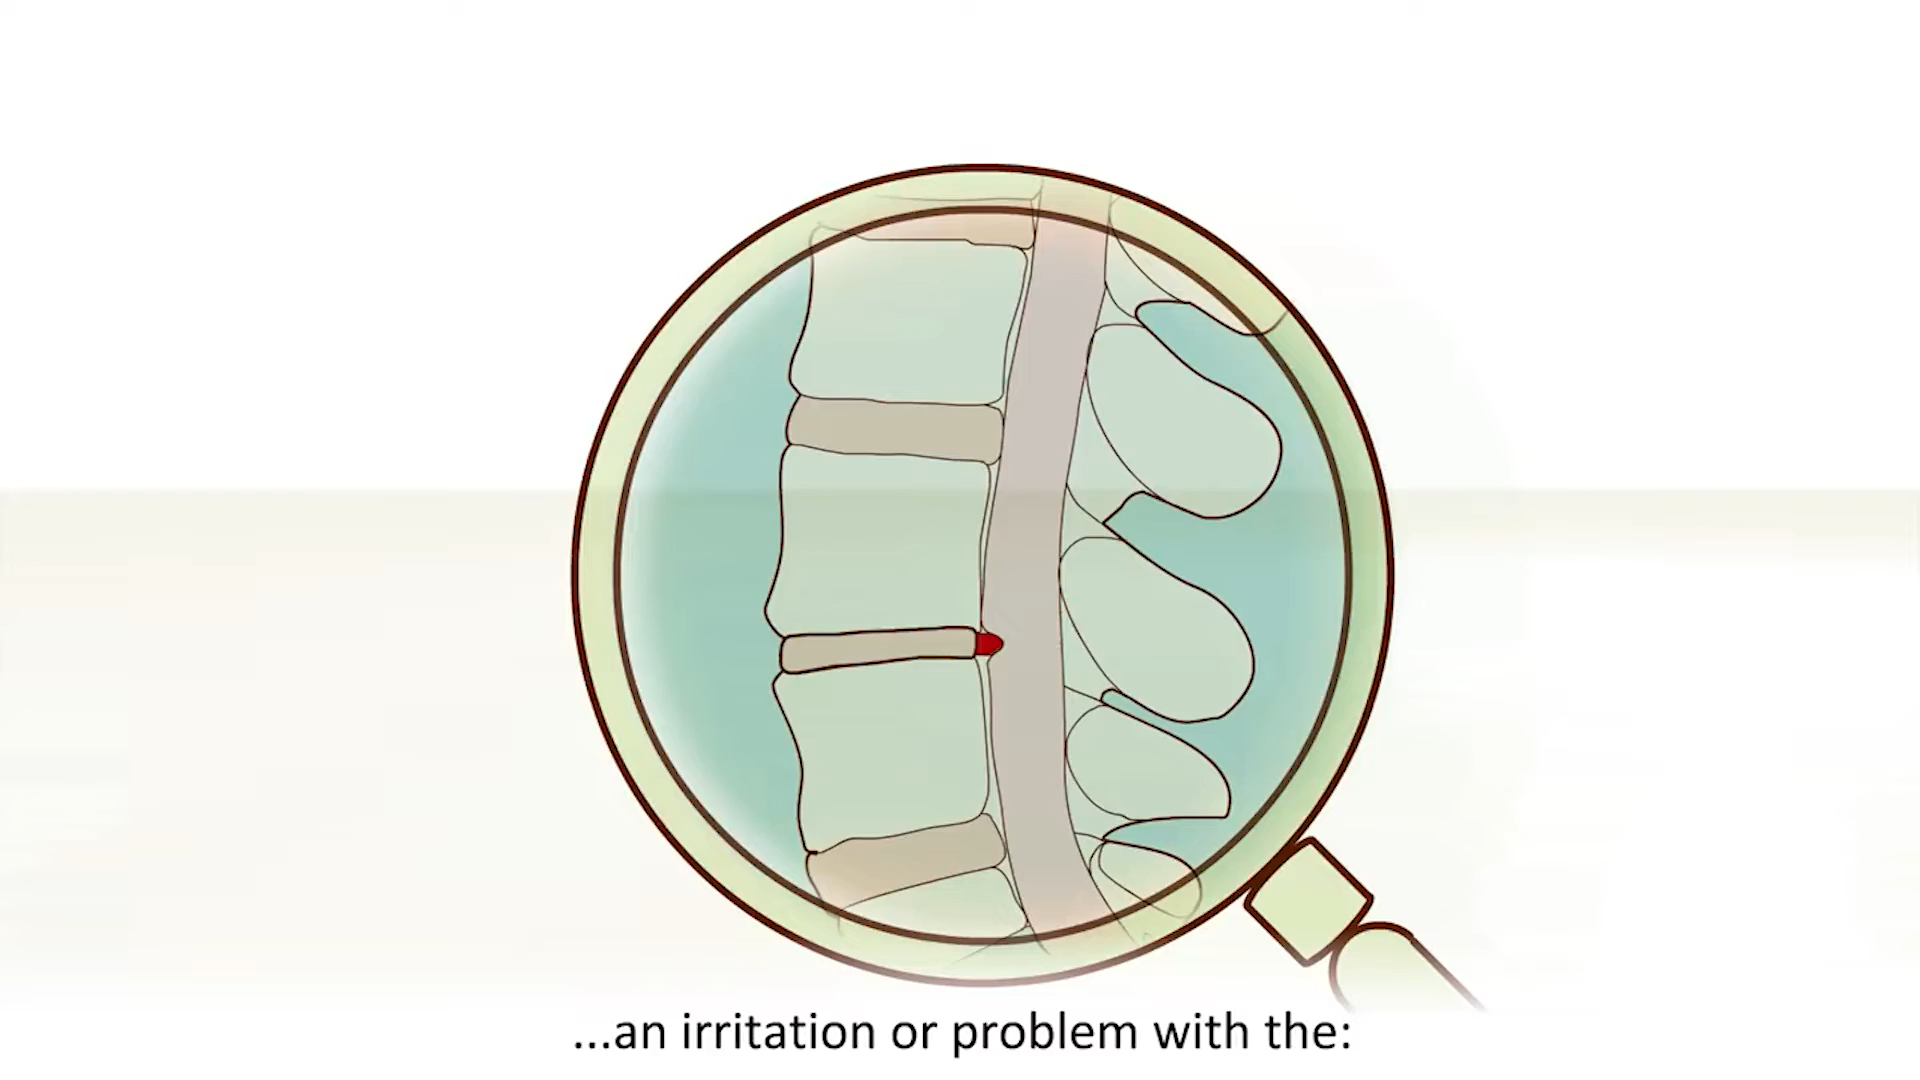 ...an irritation or problem with the: